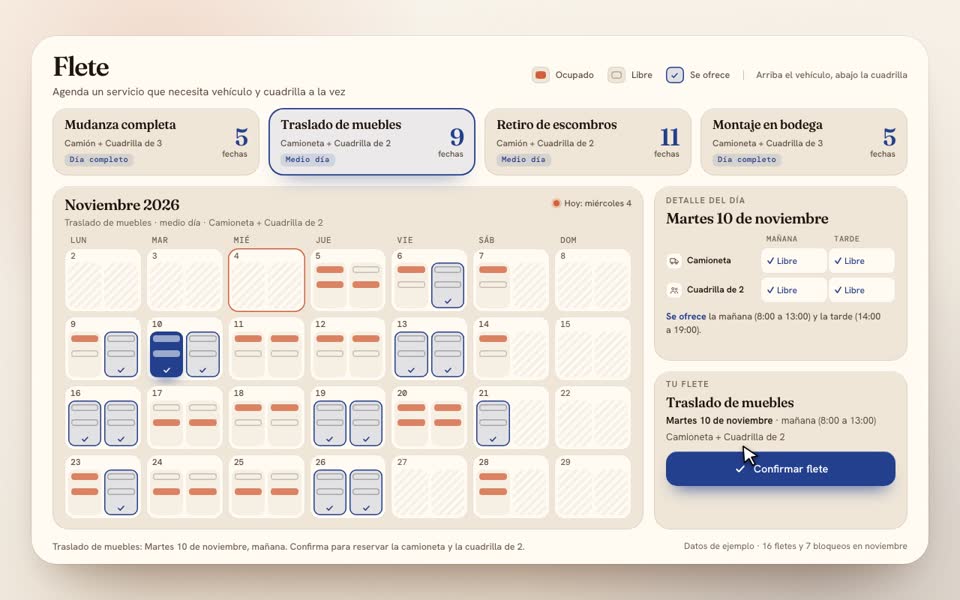 Flete
Agenda un servicio que necesita vehículo y cuadrilla a la vez
Ocupado
Libre
Se ofrece
Arriba el vehículo, abajo la cuadrilla
Mudanza completa
Camión + Cuadrilla de 3
Día completo
5
fechas
Traslado de muebles
Camioneta + Cuadrilla de 2
Medio día
9
fechas
Retiro de escombros
Camión + Cuadrilla de 2
Medio día
11
fechas
Montaje en bodega
Camioneta + Cuadrilla de 3
Día completo
5
fechas
Noviembre 2026
Hoy: miércoles 4
Traslado de muebles · medio día · Camioneta + Cuadrilla de 2
LUN MAR MIÉ JUE VIE SÁB DOM
2 3 4 5 6 7 8
9 10 11 12 13 14 15
16 17 18 19 20 21 22
23 24 25 26 27 28 29
DETALLE DEL DÍA
Martes 10 de noviembre
MAÑANA TARDE
Camioneta Libre Libre
Cuadrilla de 2 Libre Libre
Se ofrece la mañana (8:00 a 13:00) y la tarde (14:00
a 19:00).
TU FLETE
Traslado de muebles
Martes 10 de noviembre · mañana (8:00 a 13:00)
Camioneta + Cuadrilla de 2
Confirmar flete
Traslado de muebles: Martes 10 de noviembre, mañana. Confirma para reservar la camioneta y la cuadrilla de 2.
Datos de ejemplo · 16 fletes y 7 bloqueos en noviembre